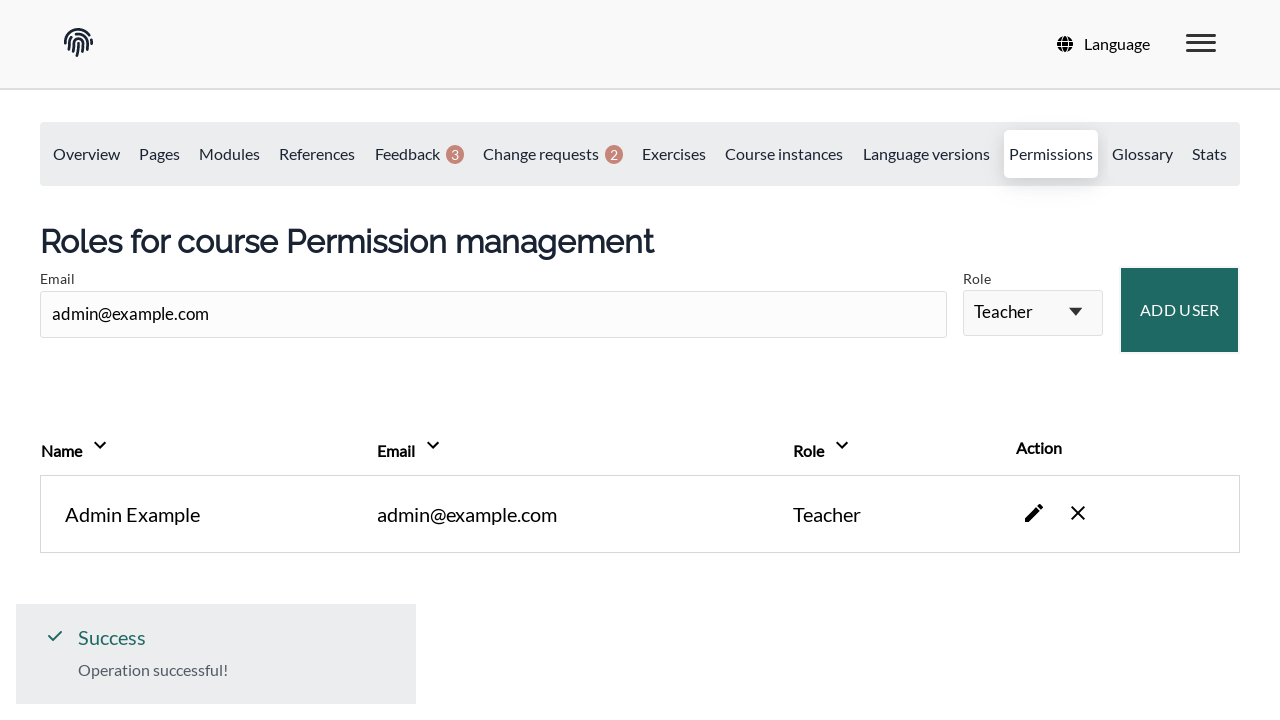 Language
Overview Pages Modules References Feedback 3 Change requests 2 Exercises Course instances Language versions Permissions Glossary Stats
Roles for course Permission management
Email Role
admin@example.com Teacher ADD USER
Name Email Role Action
Admin Example admin@example.com Teacher
Success
Operation successful!